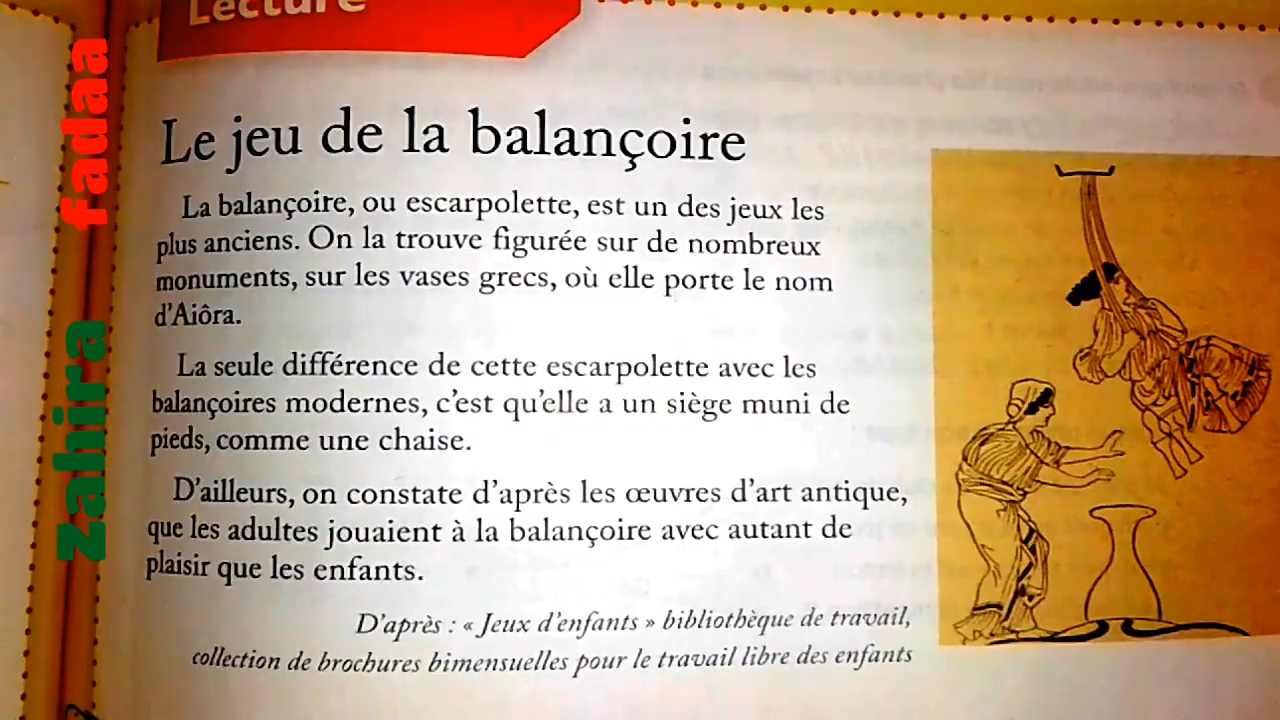 Lecture
Le jeu de la balançoire
La balançoire, ou escarpolette, est un des jeux les
plus anciens. On la trouve figurée sur de nombreux
monuments, sur les vases grecs, où elle porte le nom
d'Aiôra.
La seule différence de cette escarpolette avec les
balançoires modernes, c'est qu'elle a un siège muni de
pieds, comme une chaise.
D'ailleurs, on constate d'après les œuvres d'art antique,
que les adultes jouaient à la balançoire avec autant de
plaisir que les enfants.
D'après : « Jeux d'enfants » bibliothèque de travail,
collection de brochures bimensuelles pour le travail libre des enfants
Zahira fadaa